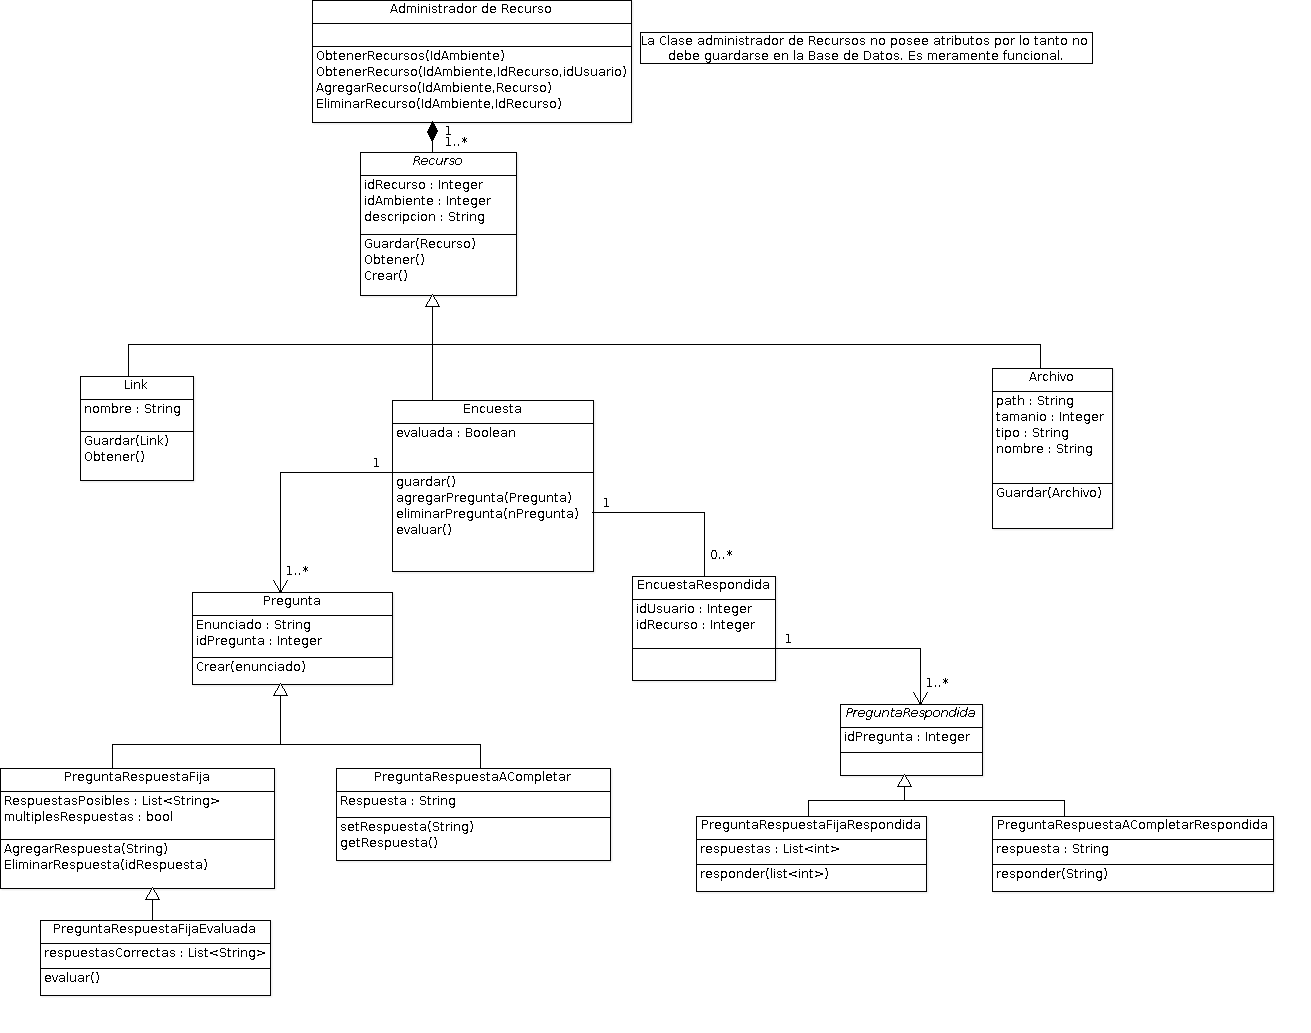 Administrador de Recurso
ObtenerRecursos(IdAmbiente)
ObtenerRecurso(IdAmbiente,IdRecurso,idUsuario)
AgregarRecurso(IdAmbiente,Recurso)
EliminarRecurso(IdAmbiente,IdRecurso)
La Clase administrador de Recursos no posee atributos por lo tanto no
debe guardarse en la Base de Datos. Es meramente funcional.
1
1..*
Recurso
idRecurso : Integer
idAmbiente : Integer
descripcion : String
Guardar(Recurso)
Obtener()
Crear()
Link
nombre : String
Guardar(Link)
Obtener()
Encuesta
evaluada : Boolean
guardar()
agregarPregunta(Pregunta)
eliminarPregunta(nPregunta)
evaluar()
Archivo
path : String
tamanio : Integer
tipo : String
nombre : String
Guardar(Archivo)
1
1..*
1
0..*
Pregunta
Enunciado : String
idPregunta : Integer
Crear(enunciado)
EncuestaRespondida
idUsuario : Integer
idRecurso : Integer
1
1..*
PreguntaRespondida
idPregunta : Integer
PreguntaRespuestaFija
RespuestasPosibles : List<String>
multiplesRespuestas : bool
AgregarRespuesta(String)
EliminarRespuesta(idRespuesta)
PreguntaRespuestaACompletar
Respuesta : String
setRespuesta(String)
getRespuesta()
PreguntaRespuestaFijaRespondida
respuestas : List<int>
responder(list<int>)
PreguntaRespuestaACompletarRespondida
respuesta : String
responder(String)
PreguntaRespuestaFijaEvaluada
respuestasCorrectas : List<String>
evaluar()